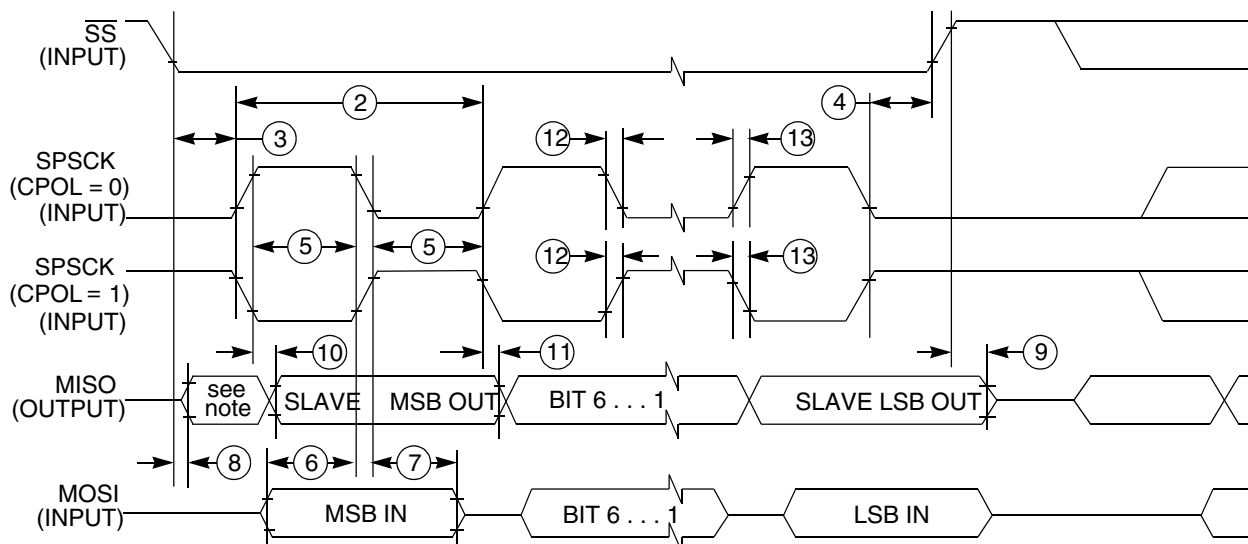 SS
(INPUT)
2
4
3
12
13
SPSCK
(CPOL = 0)
(INPUT)
5
5
12
13
SPSCK
(CPOL = 1)
(INPUT)
10
11
9
MISO
(OUTPUT)
see
note
SLAVE
MSB OUT
BIT 6 . . . 1
SLAVE LSB OUT
8
6
7
MOSI
(INPUT)
MSB IN
BIT 6 . . . 1
LSB IN